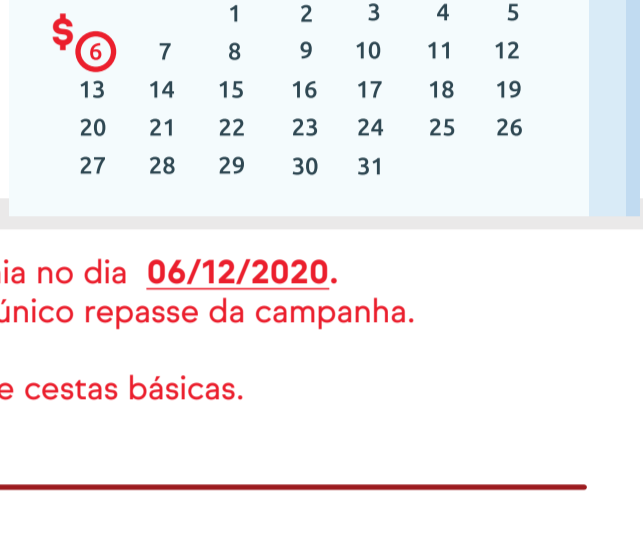 1 2 3 4 5
$ 6 7 8 9 10 11 12
13 14 15 16 17 18 19
20 21 22 23 24 25 26
27 28 29 30 31
ia no dia 06/12/2020.
único repasse da campanha.
e cestas básicas.